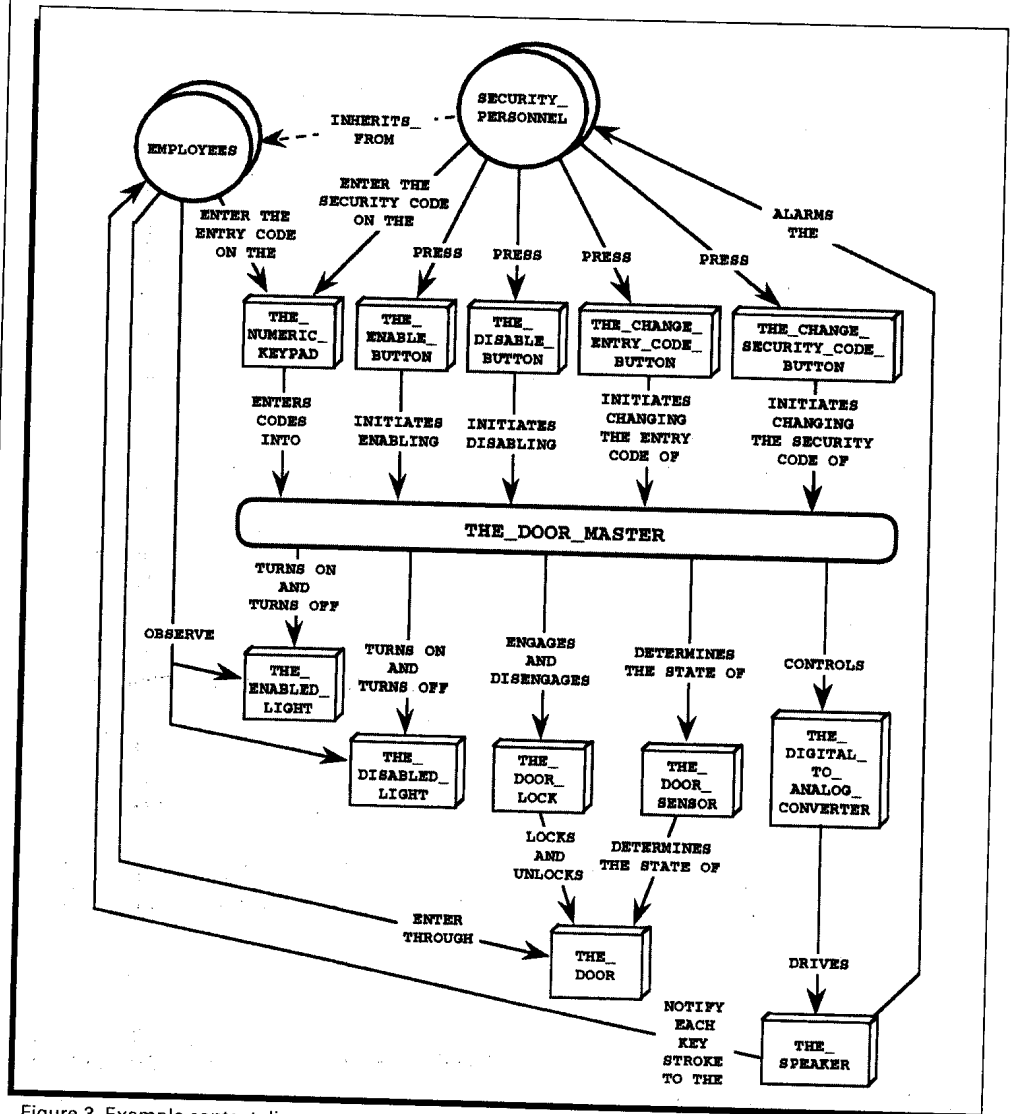 SECURITY_
PERSONNEL
INHERITS_
FROM
EMPLOYEES
ENTER THE
SECURITY CODE
ON THE
ENTER THE
ENTRY CODE
ON THE
ALARMS
THE
PRESS
PRESS
PRESS
PRESS
THE_
NUMERIC_
KEYPAD
THE_
ENABLE_
BUTTON
THE_
DISABLE_
BUTTON
THE_CHANGE_
ENTRY_CODE_
BUTTON
THE_CHANGE_
SECURITY_CODE_
BUTTON
ENTERS
CODES
INTO
INITIATES
ENABLING
INITIATES
DISABLING
INITIATES
CHANGING
THE ENTRY
CODE OF
INITIATES
CHANGING
THE SECURITY
CODE OF
THE_DOOR_MASTER
TURNS ON
AND
TURNS OFF
OBSERVE
TURNS ON
AND
TURNS OFF
ENGAGES
AND
DISENGAGES
DETERMINES
THE STATE OF
CONTROLS
THE_
ENABLED_
LIGHT
THE_
DISABLED_
LIGHT
THE_
DOOR_
LOCK
THE_
DOOR_
SENSOR
THE_
DIGITAL_
TO_
ANALOG_
CONVERTER
LOCKS
AND
UNLOCKS
DETERMINES
THE STATE OF
ENTER
THROUGH
THE_
DOOR
DRIVES
NOTIFY
EACH
KEY
STROKE
TO THE
THE_
SPEAKER